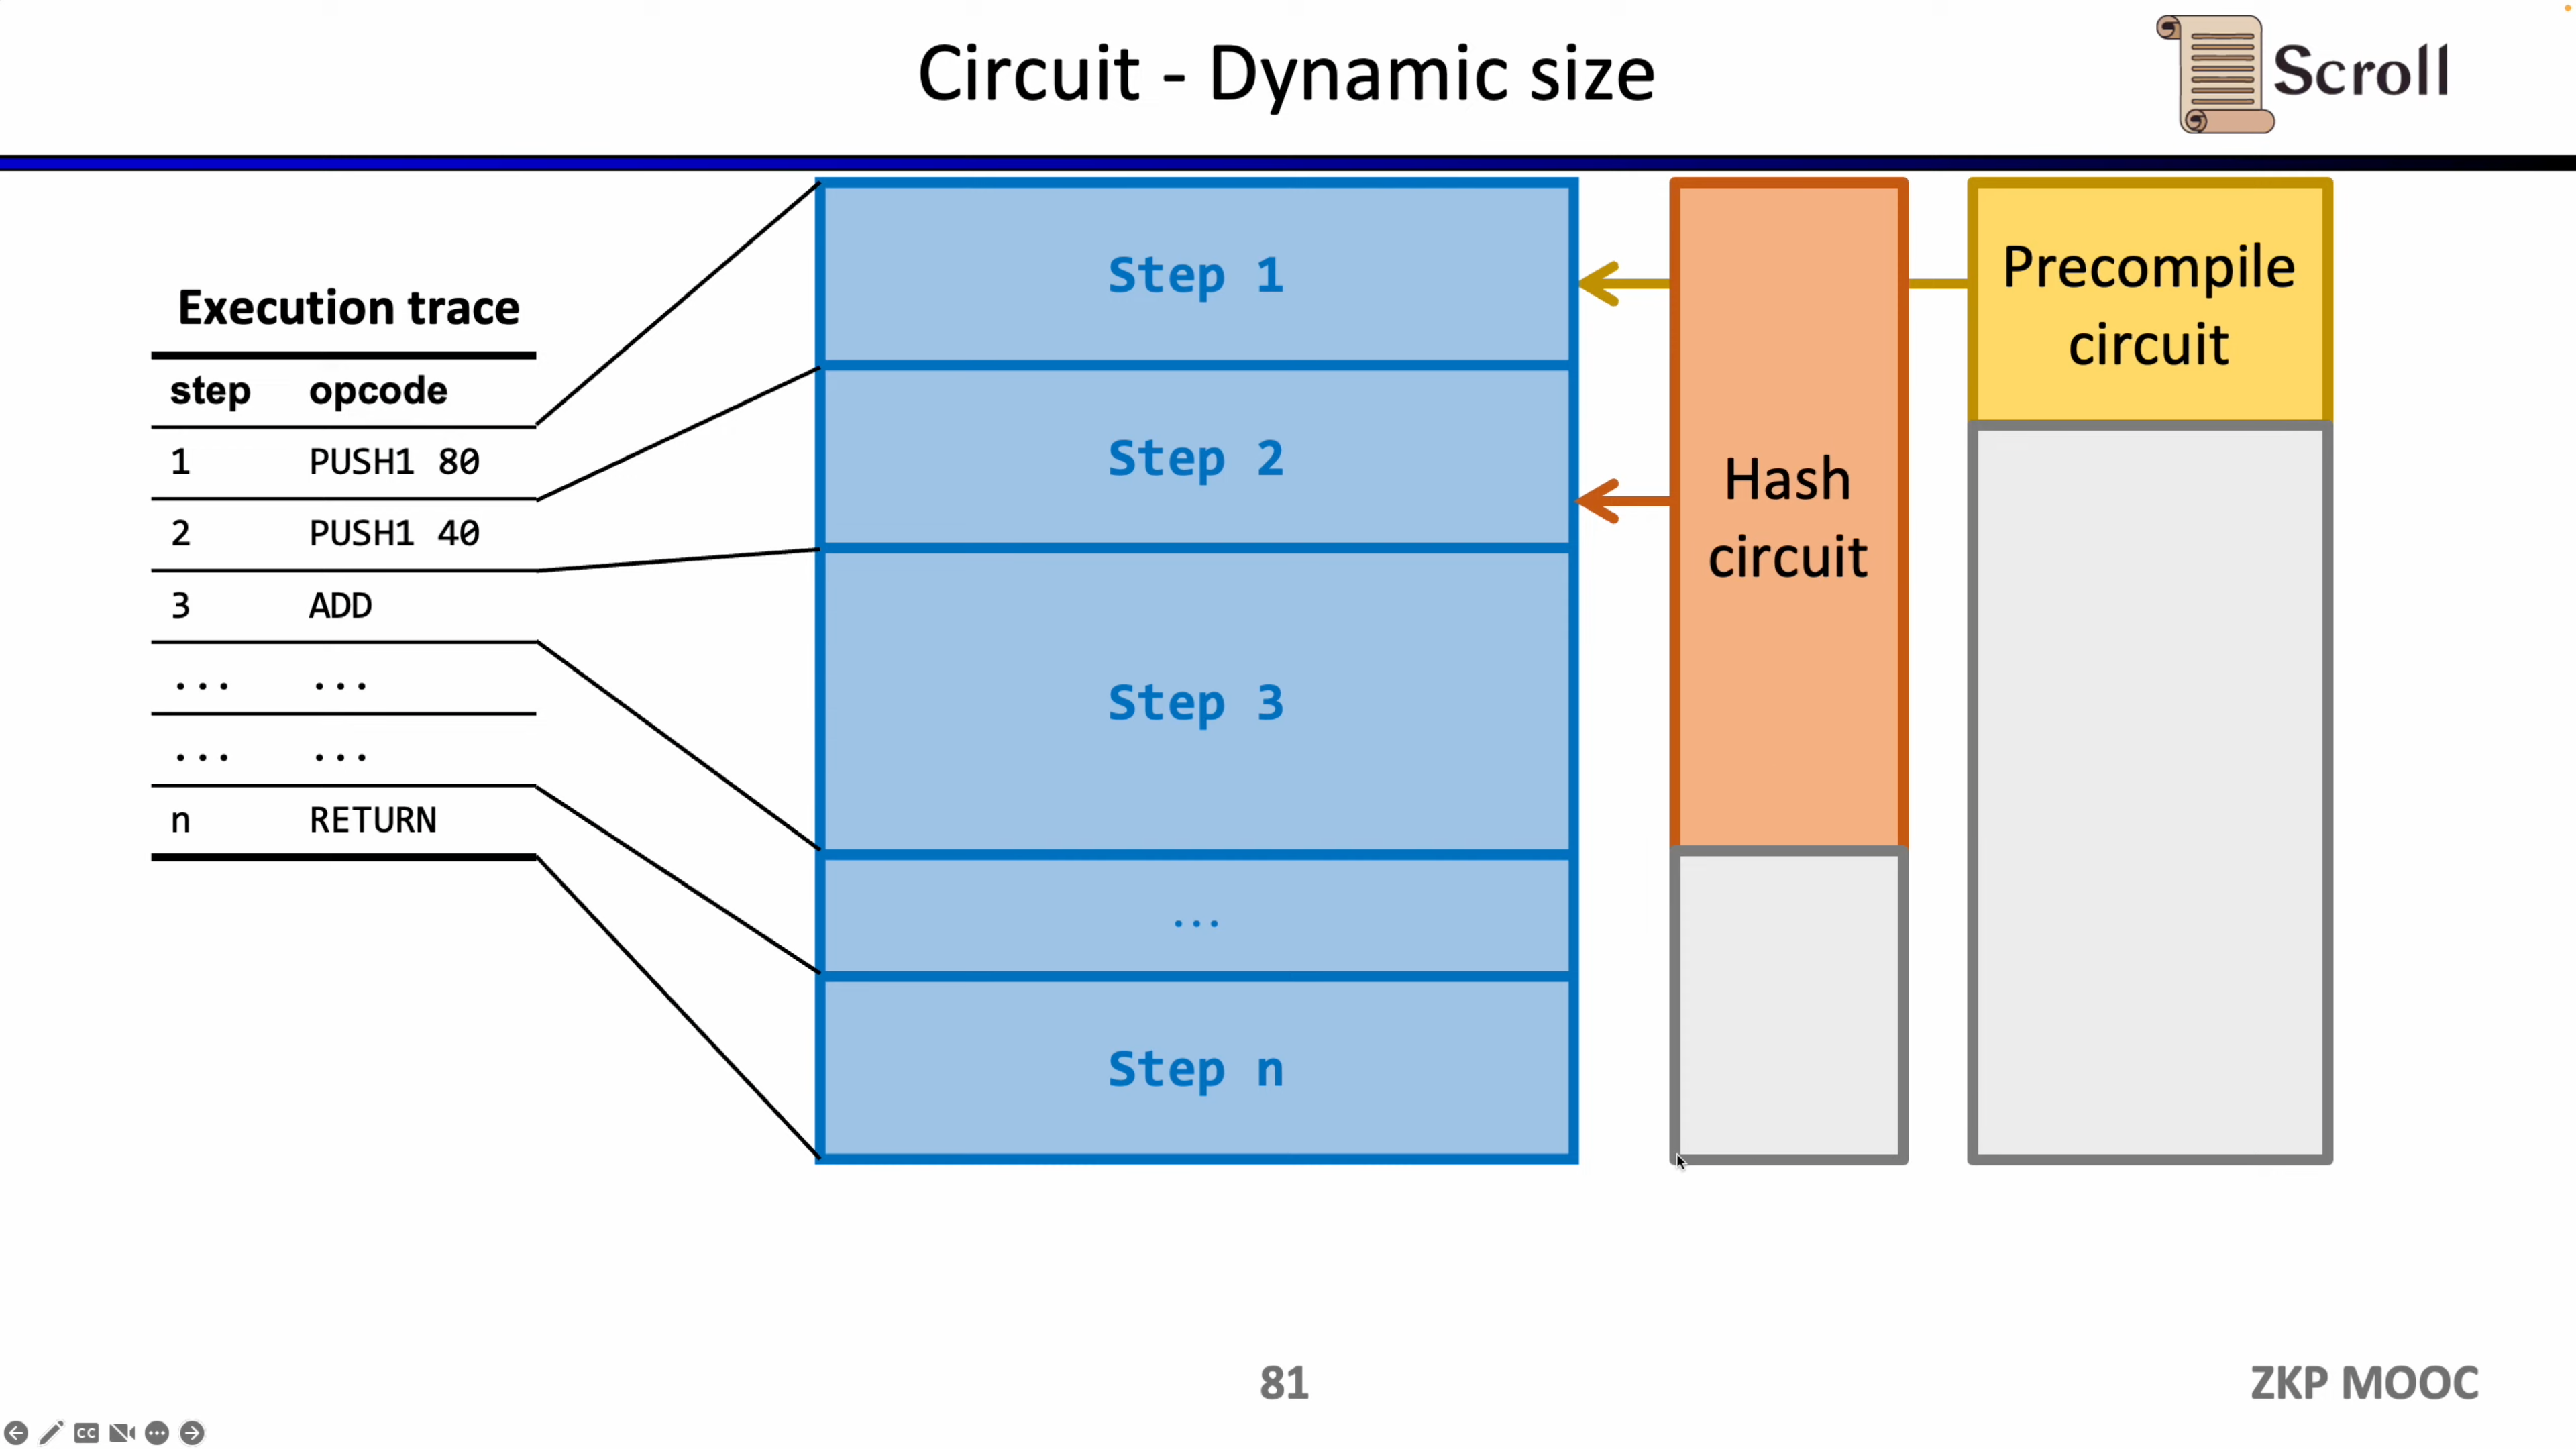 Circuit - Dynamic size
Scroll
Execution trace
step opcode
1 PUSH1 80
2 PUSH1 40
3 ADD
... ...
... ...
n RETURN
Step 1
Step 2
Step 3
...
Step n
Hash
circuit
Precompile
circuit
81
ZKP MOOC
CC